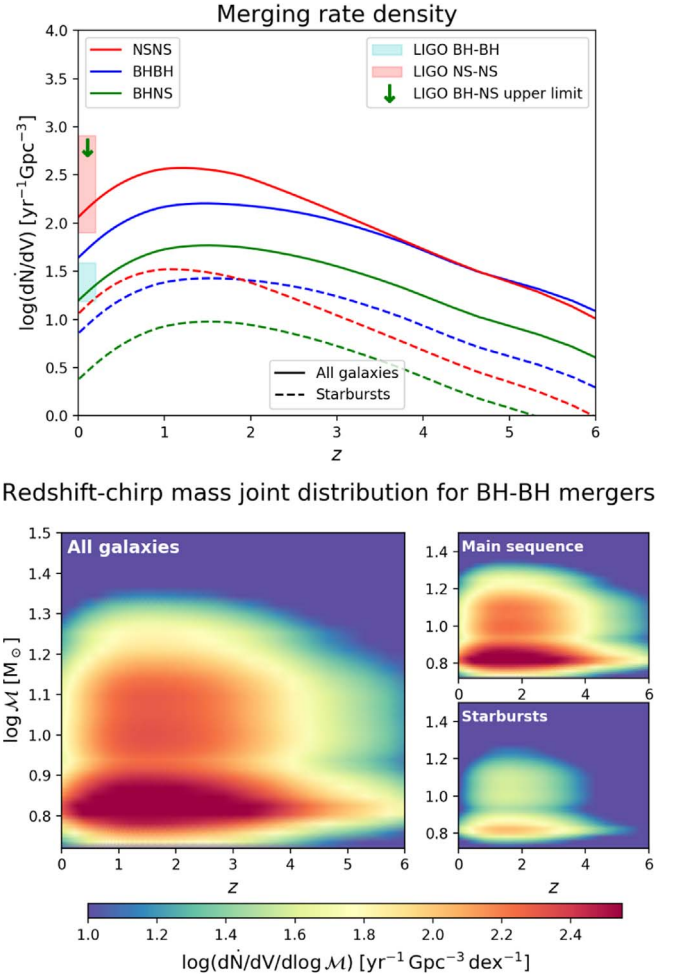 Merging rate density
4.0
3.5
3.0
2.5
2.0
1.5
1.0
0.5
0.0
log(dṄ/dV) [yr⁻¹Gpc⁻³]
NSNS
BHBH
BHNS
LIGO BH-BH
LIGO NS-NS
LIGO BH-NS upper limit
All galaxies
Starbursts
0 1 2 3 4 5 6
z
Redshift-chirp mass joint distribution for BH-BH mergers
1.5
1.4
1.3
1.2
1.1
1.0
0.9
0.8
log ℳ [M⊙]
All galaxies
0 1 2 3 4 5 6
z
Main sequence
1.4
1.2
1.0
0.8
0 2 4 6
Starbursts
1.4
1.2
1.0
0.8
0 2 4 6
z
1.0 1.2 1.4 1.6 1.8 2.0 2.2 2.4
log(dṄ/dV/dlog ℳ) [yr⁻¹ Gpc⁻³ dex⁻¹]